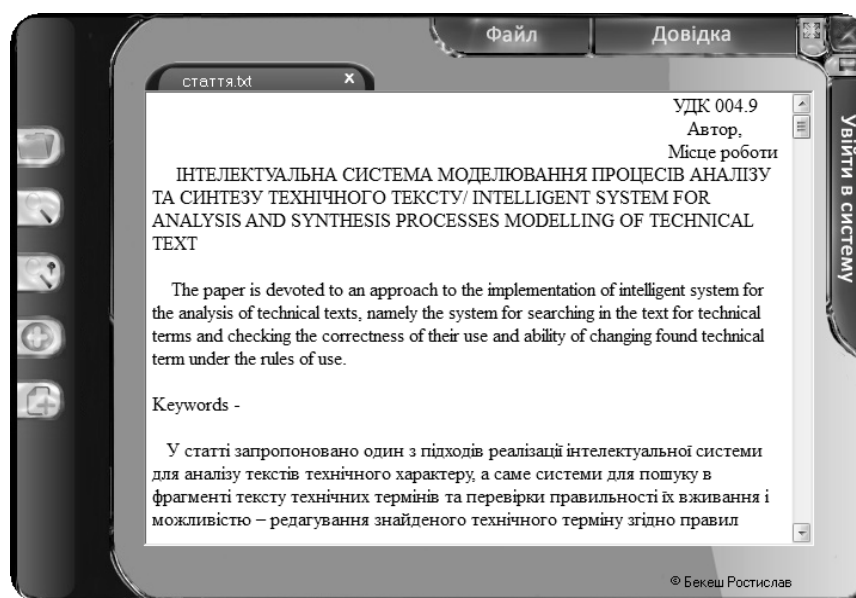 Файл Довідка
стаття.txt x
УДК 004.9
Автор,
Місце роботи
ІНТЕЛЕКТУАЛЬНА СИСТЕМА МОДЕЛЮВАННЯ ПРОЦЕСІВ АНАЛІЗУ
ТА СИНТЕЗУ ТЕХНІЧНОГО ТЕКСТУ/ INTELLIGENT SYSTEM FOR
ANALYSIS AND SYNTHESIS PROCESSES MODELLING OF TECHNICAL
TEXT
The paper is devoted to an approach to the implementation of intelligent system for
the analysis of technical texts, namely the system for searching in the text for technical
terms and checking the correctness of their use and ability of changing found technical
term under the rules of use.
Keywords -
У статті запропоновано один з підходів реалізації інтелектуальної системи
для аналізу текстів технічного характеру, а саме системи для пошуку в
фрагменті тексту технічних термінів та перевірки правильності їх вживання і
можливістю – редагування знайденого технічного терміну згідно правил
Увійти в систему
© Бекеш Ростислав